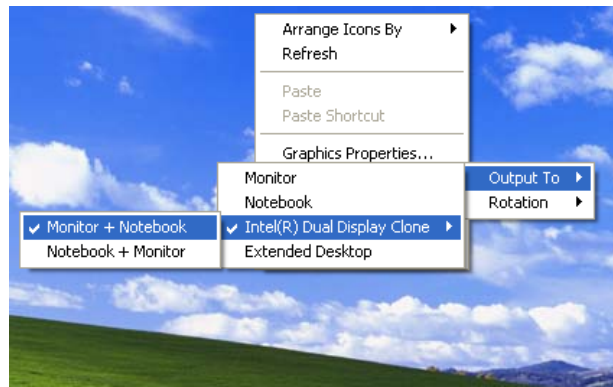 Arrange Icons By
Refresh
Paste
Paste Shortcut
Graphics Properties...
Output To
Rotation
Monitor
Notebook
Intel(R) Dual Display Clone
Extended Desktop
Monitor + Notebook
Notebook + Monitor